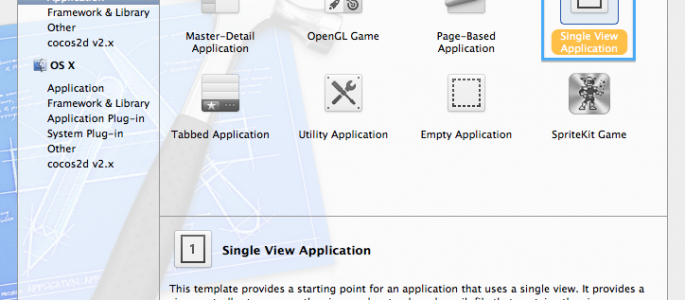 Application
Framework & Library
Other
cocos2d v2.x
OS X
Application
Framework & Library
Application Plug-in
System Plug-in
Other
cocos2d v2.x
Master-Detail
Application
OpenGL Game
Page-Based
Application
1
Single View
Application
Tabbed Application
Utility Application
Empty Application
SpriteKit Game
1
Single View Application
This template provides a starting point for an application that uses a single view. It provides a